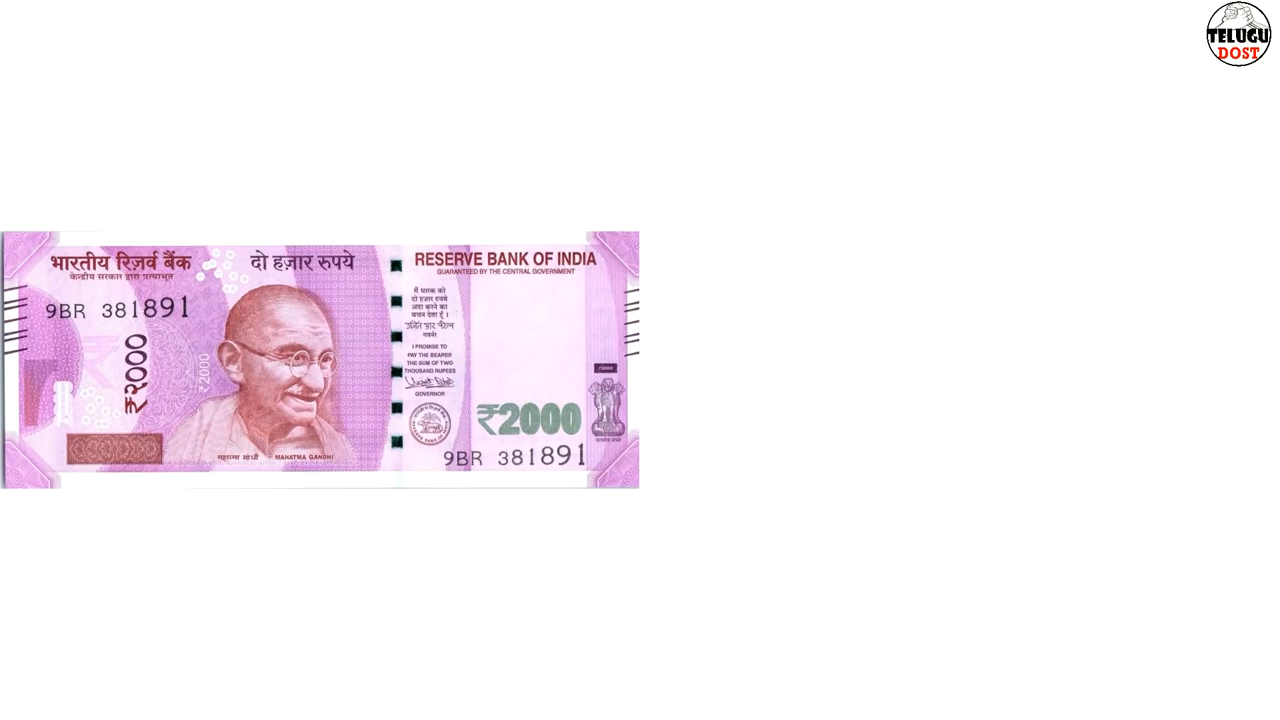 TELUGU
DOST
भारतीय रिज़र्व बैंक
केन्द्रीय सरकार द्वारा प्रत्याभूत
9BR 381891
₹२०००
₹2000
दो हज़ार रुपये
महात्मा गांधी MAHATMA GANDHI
RESERVE BANK OF INDIA
GUARANTEED BY THE CENTRAL GOVERNMENT
मैं धारक को
दो हज़ार रुपये
अदा करने का
वचन देता हूँ ।
गवर्नर
I PROMISE TO
PAY THE BEARER
THE SUM OF TWO
THOUSAND RUPEES
GOVERNOR
₹2000
9BR 381891